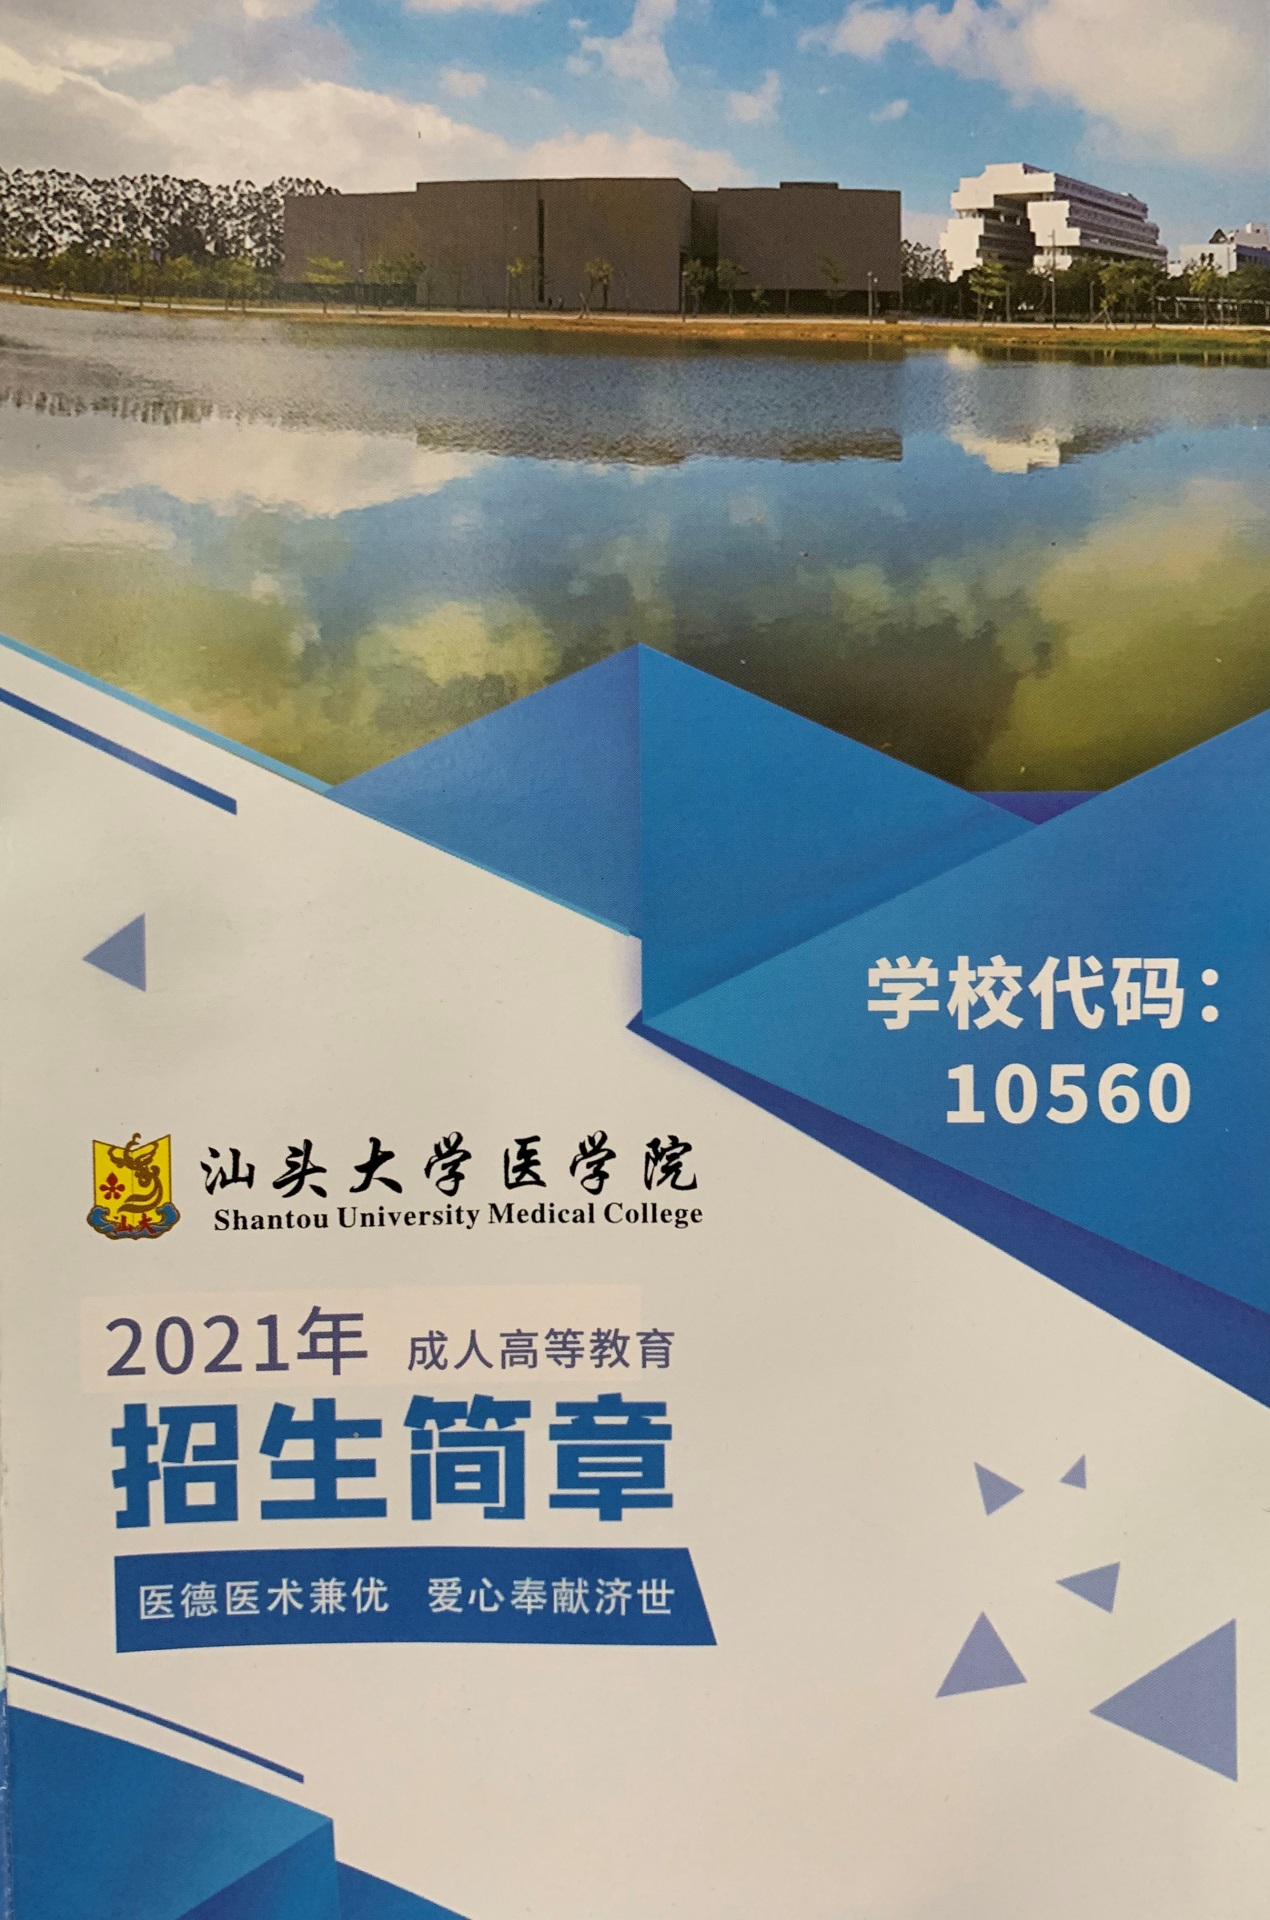 学校代码：
10560
汕大
汕头大学医学院
Shantou University Medical College
2021年 成人高等教育
招生简章
医德医术兼优 爱心奉献济世